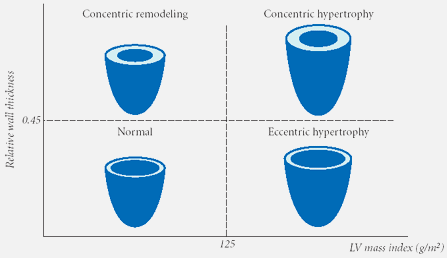 Concentric remodeling
Concentric hypertrophy
Relative wall thickness
0.45
Normal
Eccentric hypertrophy
125
LV mass index (g/m²)